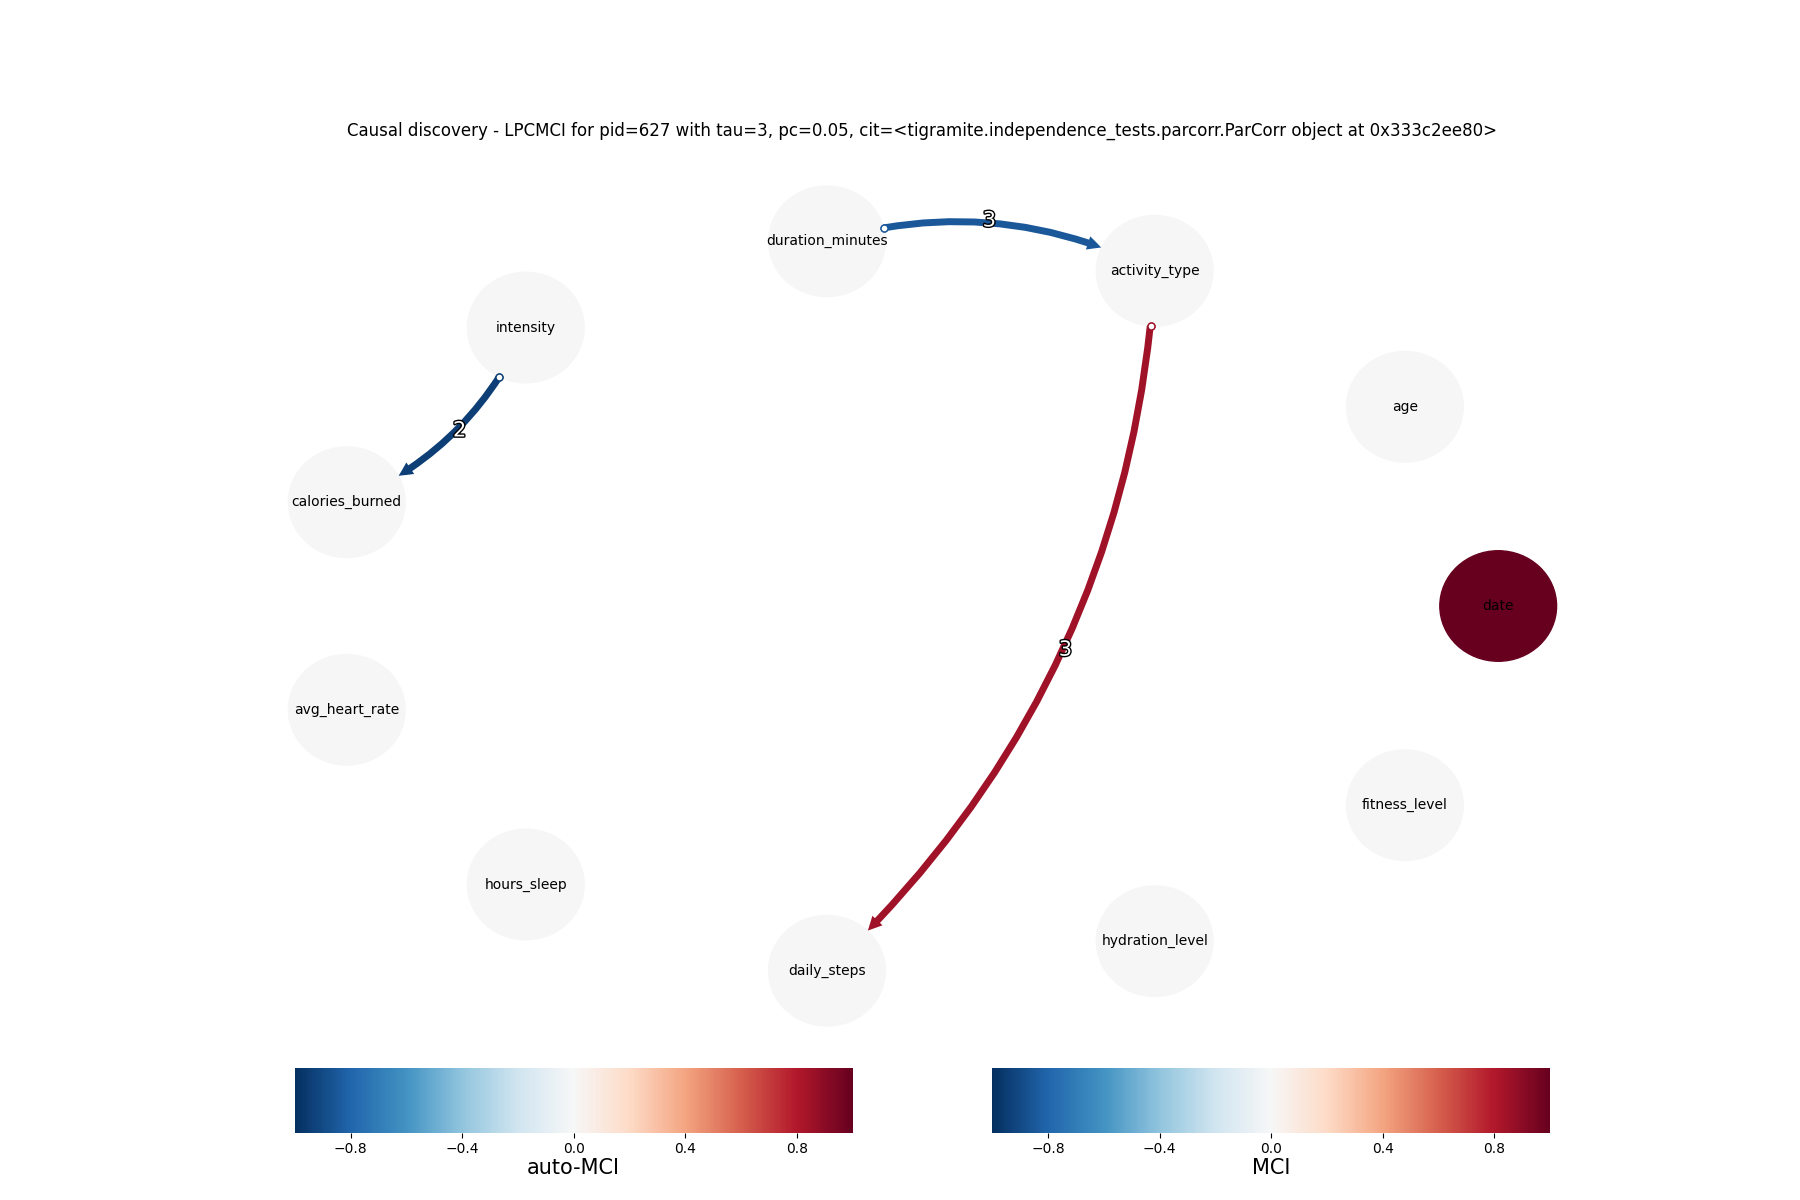 Causal discovery - LPCMCI for pid=627 with tau=3, pc=0.05, cit=<tigramite.independence_tests.parcorr.ParCorr object at 0x333c2ee80>
3
duration_minutes
activity_type
intensity
age
2
calories_burned
date
3
avg_heart_rate
fitness_level
hours_sleep
hydration_level
daily_steps
−0.8 −0.4 0.0 0.4 0.8
auto-MCI
−0.8 −0.4 0.0 0.4 0.8
MCI